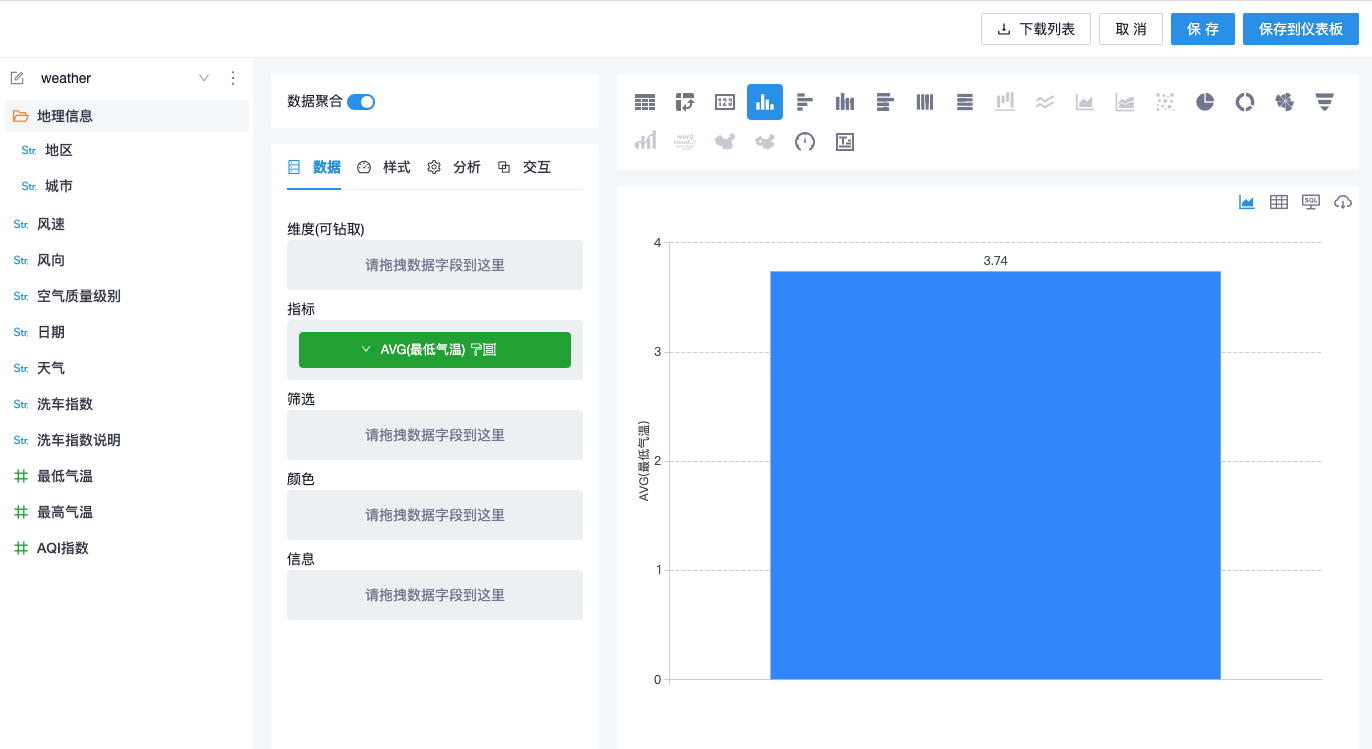 下载列表
取 消
保 存
保存到仪表板
weather
地理信息
Str. 地区
Str. 城市
Str. 风速
Str. 风向
Str. 空气质量级别
Str. 日期
Str. 天气
Str. 洗车指数
Str. 洗车指数说明
最低气温
最高气温
AQI指数
数据聚合
数据 样式 分析 交互
维度(可钻取)
请拖拽数据字段到这里
指标
AVG(最低气温)
筛选
请拖拽数据字段到这里
颜色
请拖拽数据字段到这里
信息
请拖拽数据字段到这里
123
word
cloud
SQL
4
3.74
3
AVG(最低气温)
2
1
0